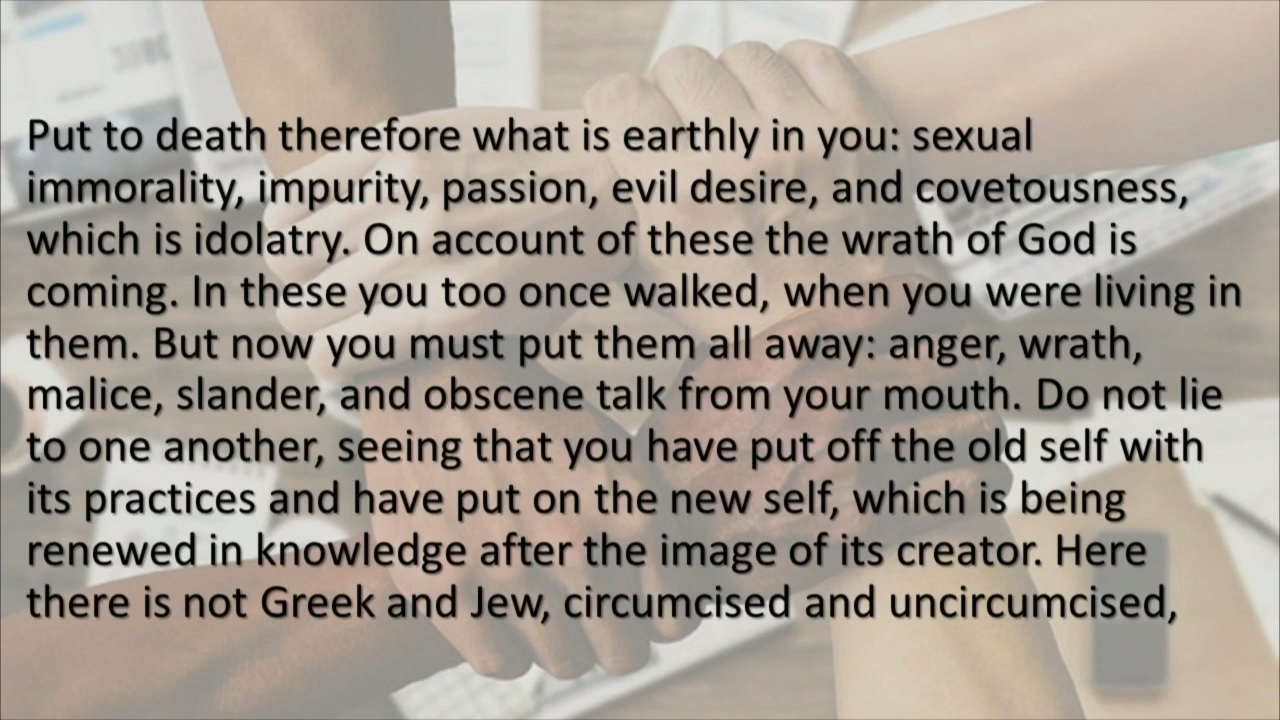 Put to death therefore what is earthly in you: sexual
immorality, impurity, passion, evil desire, and covetousness,
which is idolatry. On account of these the wrath of God is
coming. In these you too once walked, when you were living in
them. But now you must put them all away: anger, wrath,
malice, slander, and obscene talk from your mouth. Do not lie
to one another, seeing that you have put off the old self with
its practices and have put on the new self, which is being
renewed in knowledge after the image of its creator. Here
there is not Greek and Jew, circumcised and uncircumcised,